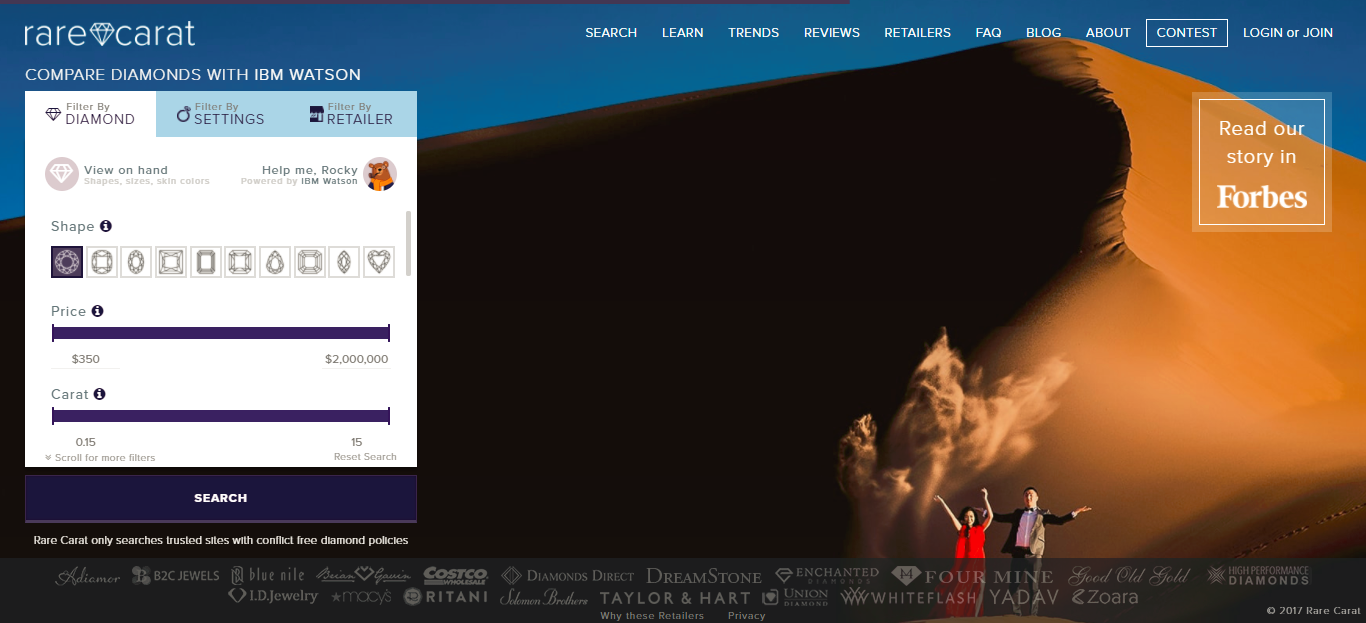 rare carat
SEARCH LEARN TRENDS REVIEWS RETAILERS FAQ BLOG ABOUT CONTEST LOGIN or JOIN
COMPARE DIAMONDS WITH IBM WATSON
Filter By
DIAMOND
Filter By
SETTINGS
Filter By
RETAILER
View on hand
Shapes, sizes, skin colors
Help me, Rocky
Powered by IBM Watson
Shape
Price
$350 $2,000,000
Carat
0.15 15
Scroll for more filters Reset Search
SEARCH
Rare Carat only searches trusted sites with conflict free diamond policies
Read our
story in
Forbes
Adiamor B2C JEWELS blue nile Brian Gavin COSTCO WHOLESALE DIAMONDS DIRECT DREAMSTONE ENCHANTED DIAMONDS FOUR MINE Good Old Gold HIGH PERFORMANCE DIAMONDS
I.D.Jewelry macy's RITANI Solomon Brothers TAYLOR & HART UNION DIAMOND WHITEFLASH YADAV Zoara
Why these Retailers Privacy
© 2017 Rare Carat